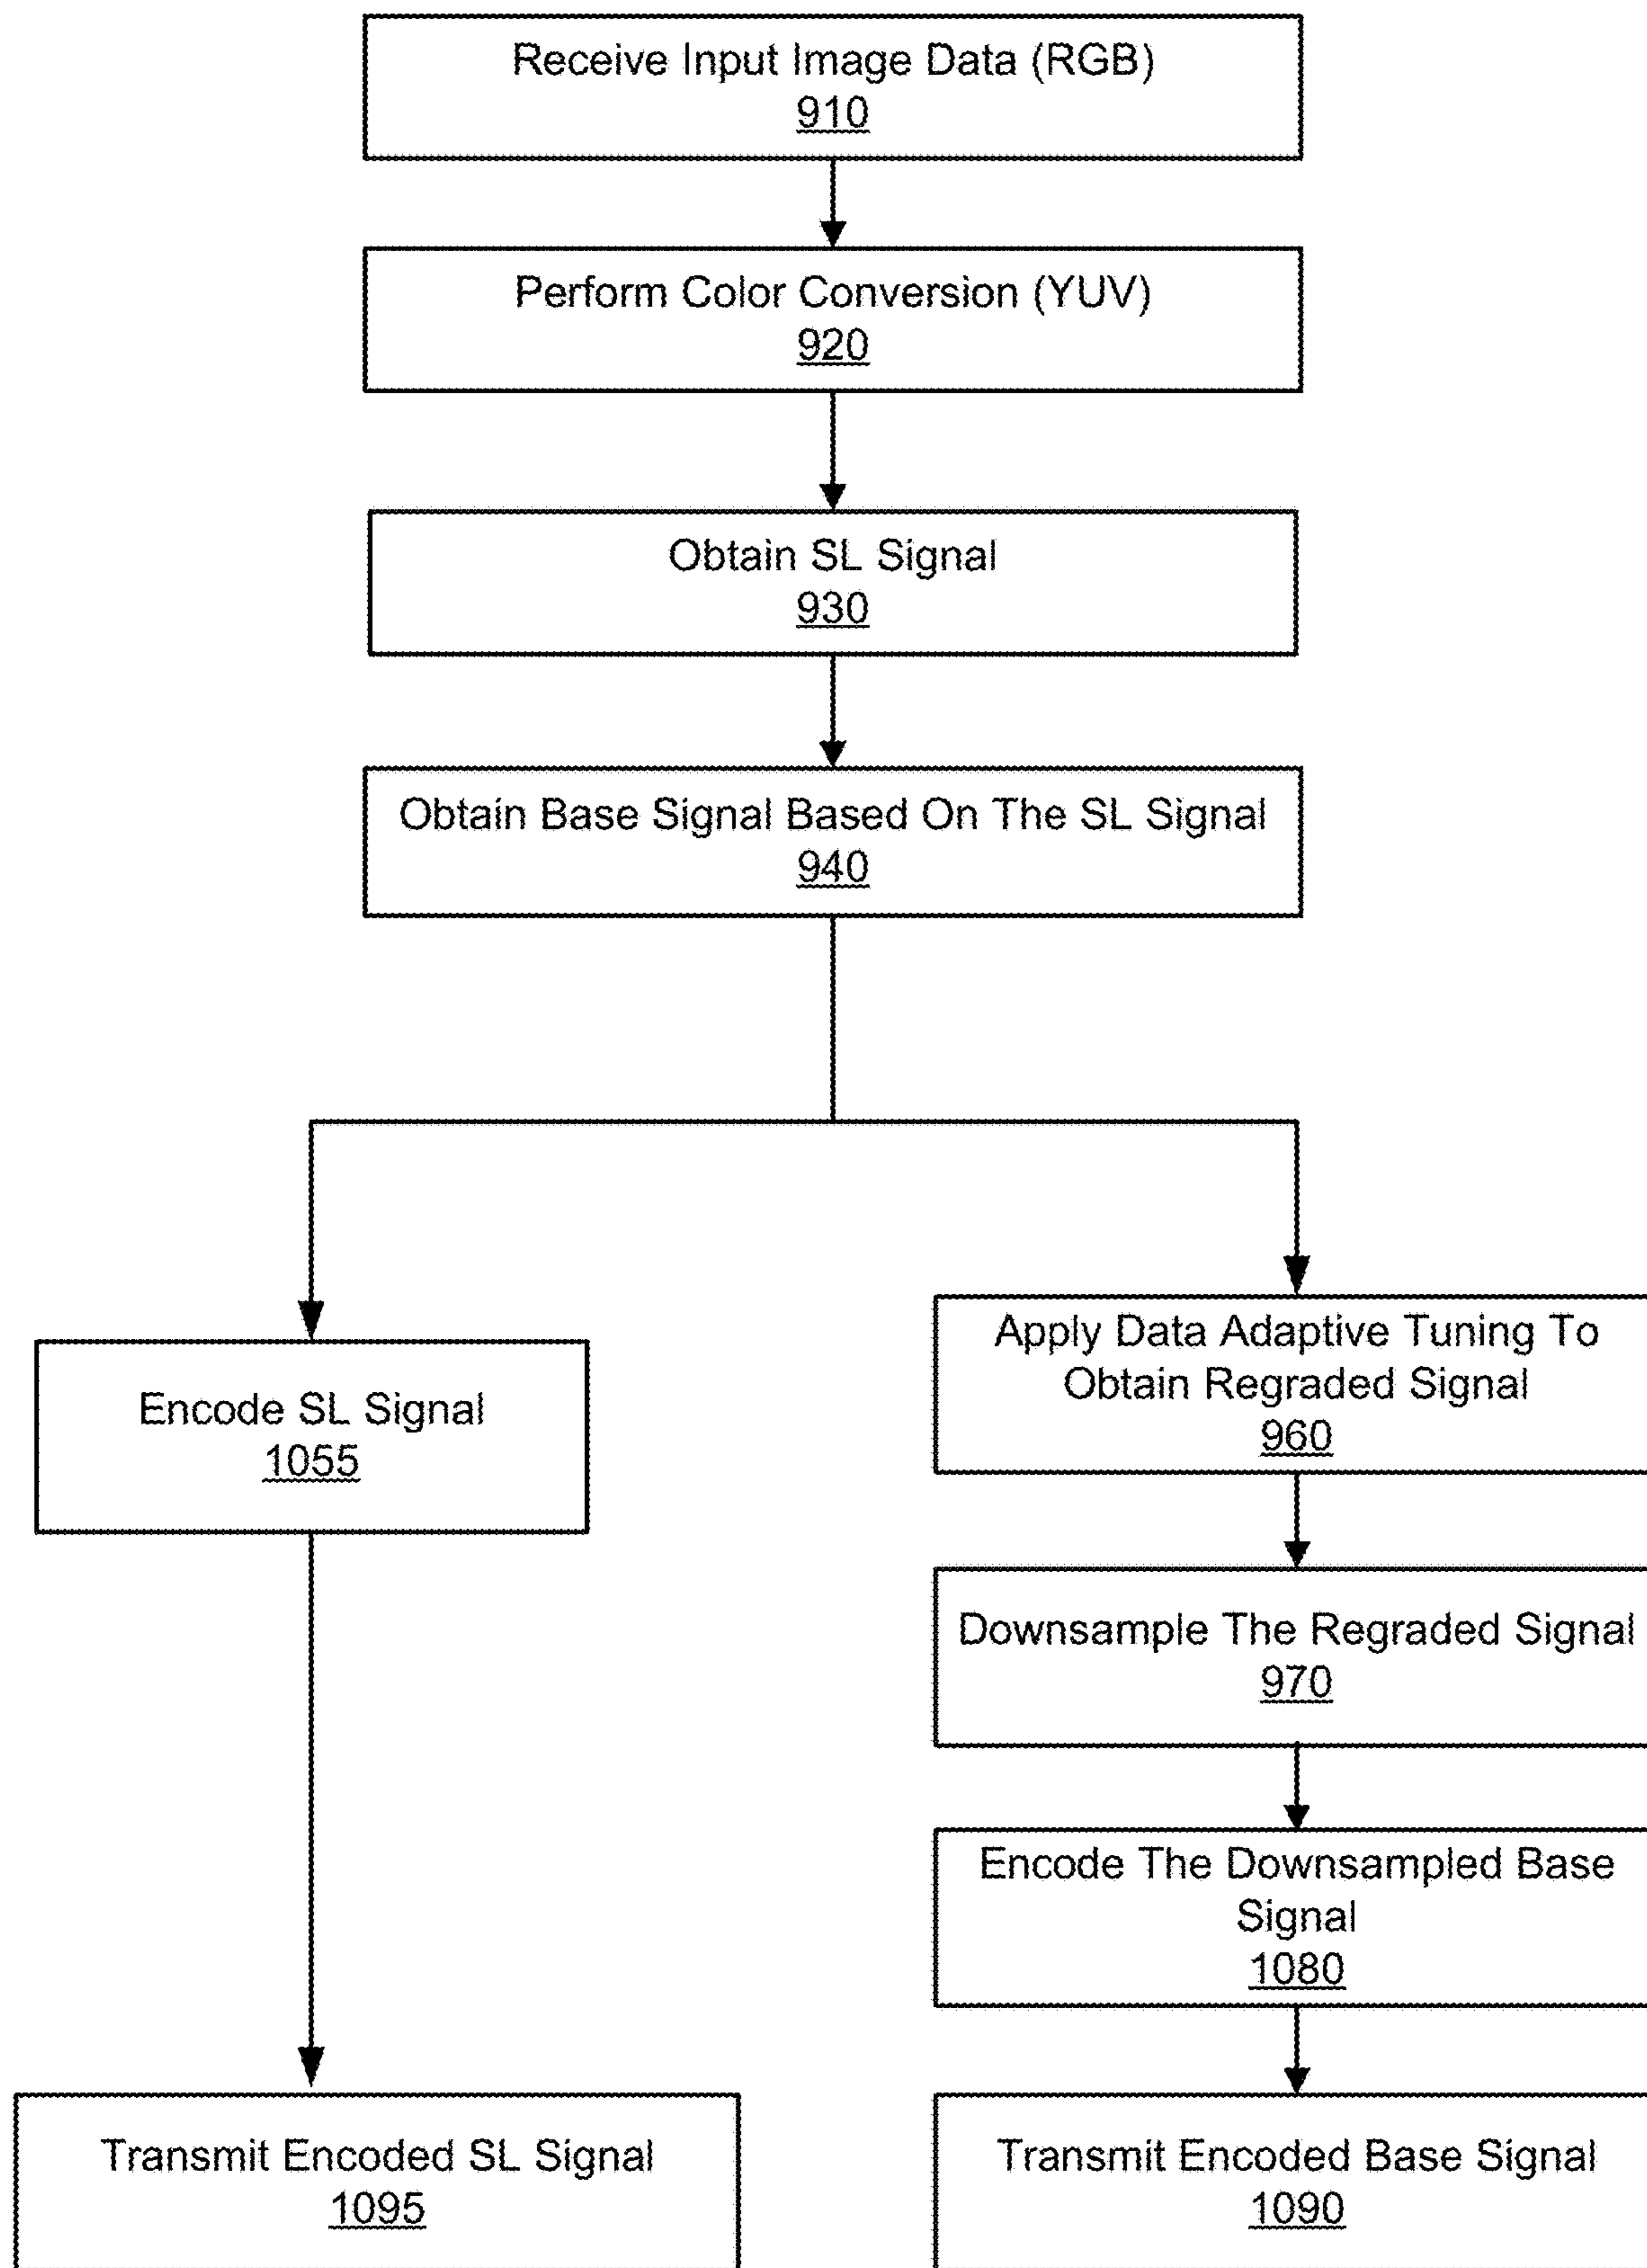 Receive Input Image Data (RGB)
910
Perform Color Conversion (YUV)
920
Obtain SL Signal
930
Obtain Base Signal Based On The SL Signal
940
Encode SL Signal
1055
Apply Data Adaptive Tuning To
Obtain Regraded Signal
960
Downsample The Regraded Signal
970
Encode The Downsampled Base
Signal
1080
Transmit Encoded SL Signal
1095
Transmit Encoded Base Signal
1090